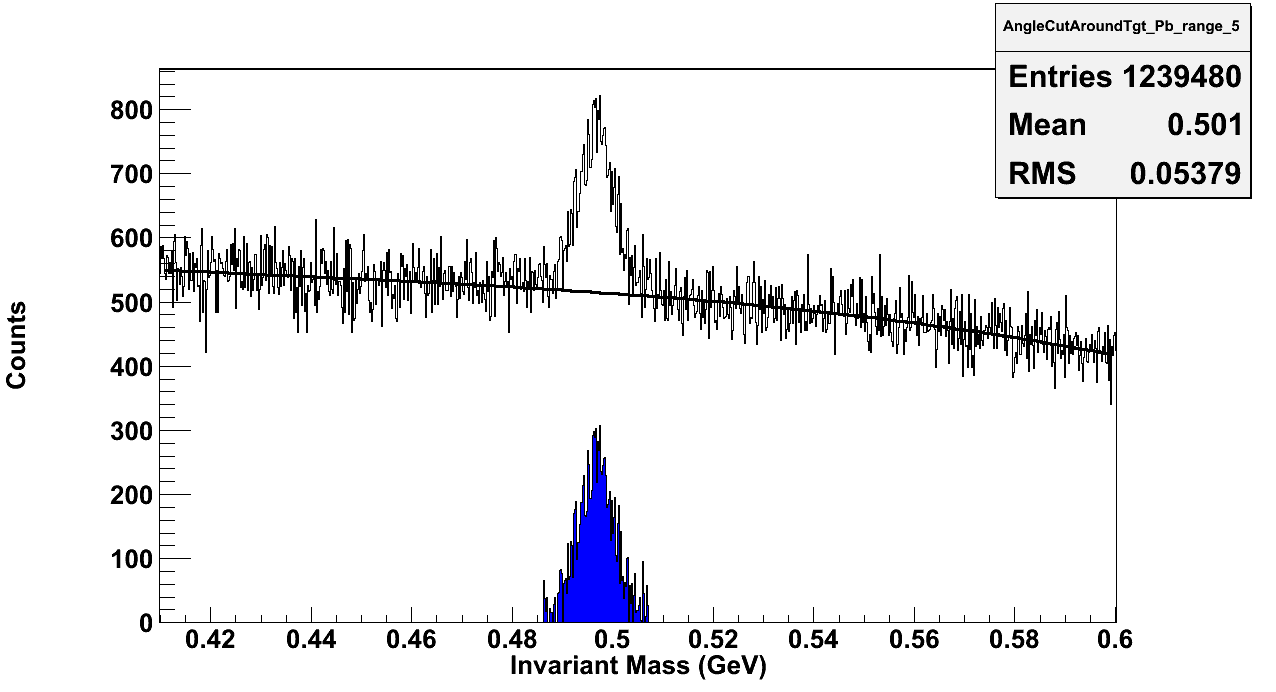 AngleCutAroundTgt_Pb_range_5
Entries 1239480
Mean 0.501
RMS 0.05379
Counts
800
700
600
500
400
300
200
100
0
0.42 0.44 0.46 0.48 0.5 0.52 0.54 0.56 0.58 0.6
Invariant Mass (GeV)